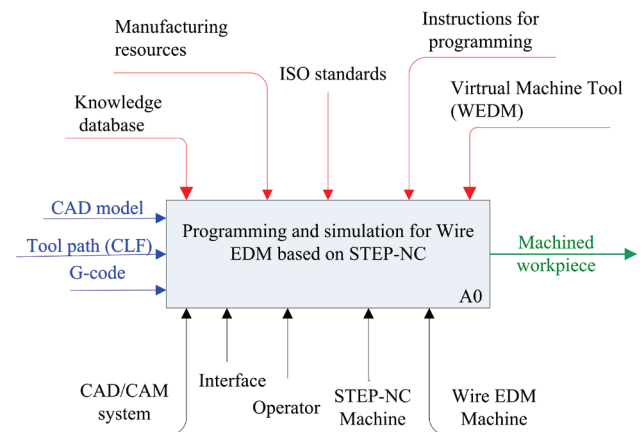 Manufacturing
resources
Instructions for
programming
ISO standards
Virtrual Machine Tool
(WEDM)
Knowledge
database
CAD model
Tool path (CLF)
G-code
Programming and simulation for Wire
EDM based on STEP-NC
A0
Machined
workpiece
CAD/CAM
system
Interface
Operator
STEP-NC
Machine
Wire EDM
Machine